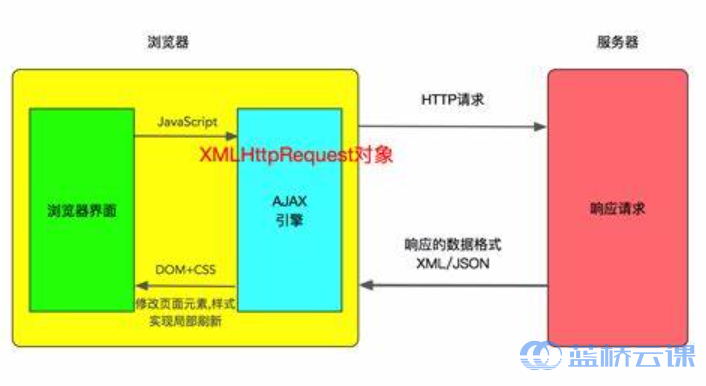 浏览器
服务器
JavaScript
HTTP请求
XMLHttpRequest对象
浏览器界面
AJAX
引擎
响应请求
响应的数据格式
XML/JSON
DOM+CSS
修改页面元素,样式
实现局部刷新
蓝桥云课